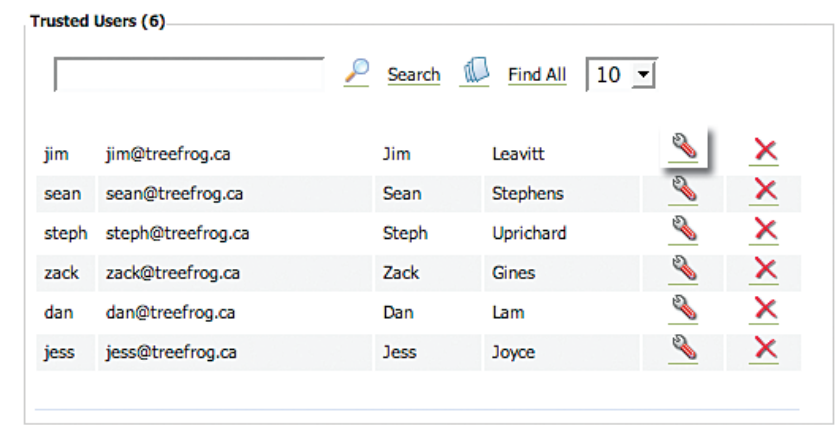 Trusted Users (6)
Search Find All 10
jim jim@treefrog.ca Jim Leavitt
sean sean@treefrog.ca Sean Stephens
steph steph@treefrog.ca Steph Uprichard
zack zack@treefrog.ca Zack Gines
dan dan@treefrog.ca Dan Lam
jess jess@treefrog.ca Jess Joyce